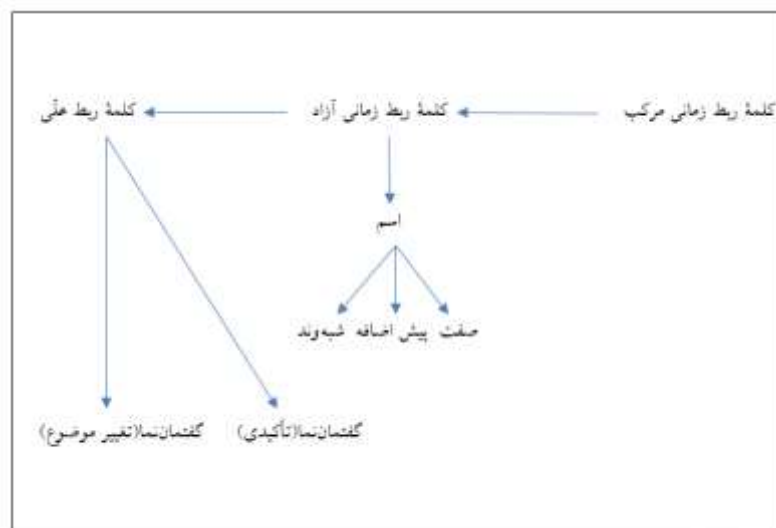 کلمهٔ ربط زمانی مرکب کلمهٔ ربط زمانی آزاد کلمهٔ ربط علّی
اسم
صفت پیش اضافه شبه‌وند
گفتمان‌نما(تأکیدی) گفتمان‌نما(تغییر موضوع)